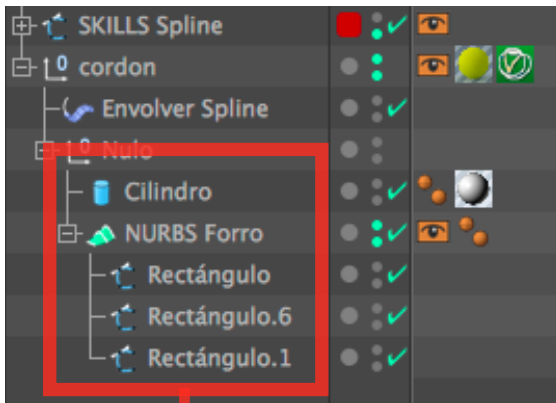 SKILLS Spline
cordon
Envolver Spline
Nulo
Cilindro
NURBS Forro
Rectángulo
Rectángulo.6
Rectángulo.1